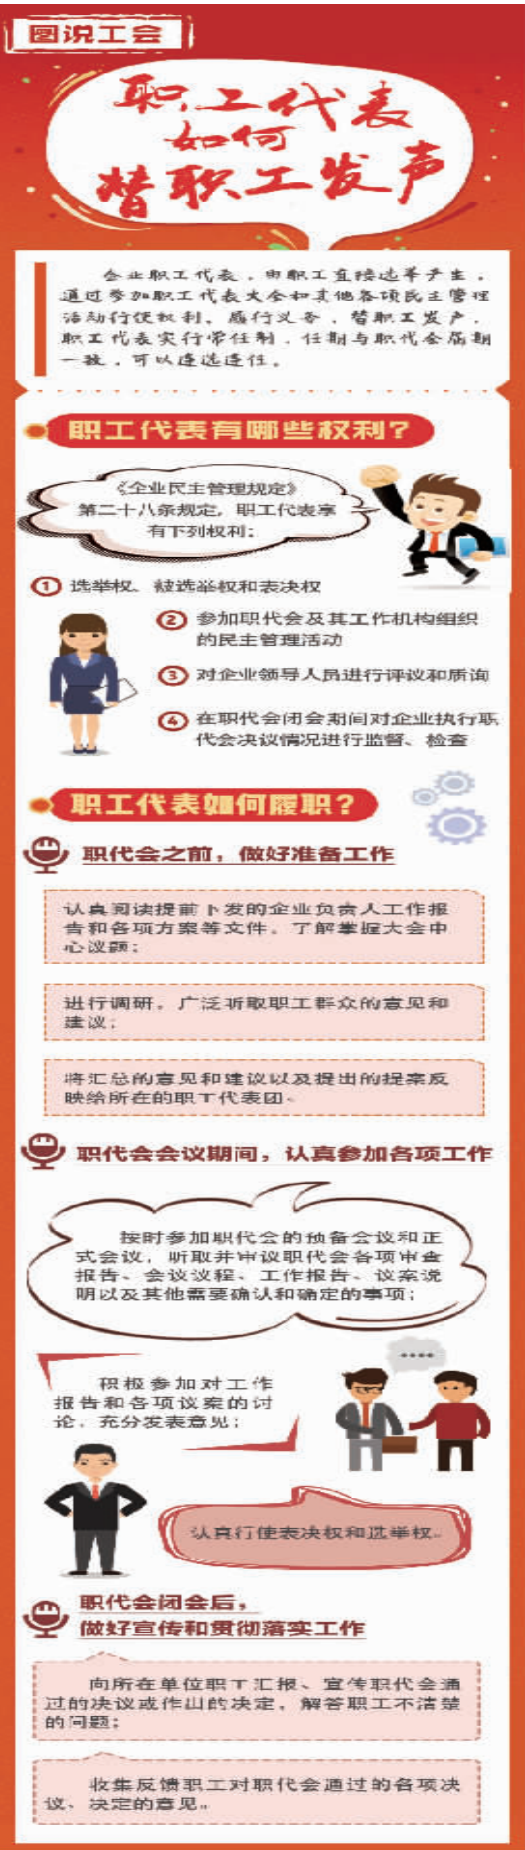 图说工会
职工代表
如何
替职工发声
企业职工代表，由职工直接选举产生，
通过参加职工代表大会和其他各项民主管理
活动行使权利、履行义务，替职工发声。
职工代表实行常任制，任期与职代会届期
一致，可以连选连任。
职工代表有哪些权利？
《企业民主管理规定》
第二十八条规定，职工代表享
有下列权利：
① 选举权、被选举权和表决权
② 参加职代会及其工作机构组织
的民主管理活动
③ 对企业领导人员进行评议和质询
④ 在职代会闭会期间对企业执行职
代会决议情况进行监督、检查
职工代表如何履职？
职代会之前，做好准备工作
认真阅读提前下发的企业负责人工作报
告和各项方案等文件，了解掌握大会中
心议题；
进行调研，广泛听取职工群众的意见和
建议；
将汇总的意见和建议以及提出的提案反
映给所在的职工代表团。
职代会会议期间，认真参加各项工作
按时参加职代会的预备会议和正
式会议，听取并审议职代会各项审查
报告、会议议程、工作报告、议案说
明以及其他需要确认和确定的事项；
积极参加对工作
报告和各项议案的讨
论，充分发表意见；
认真行使表决权和选举权。
职代会闭会后，
做好宣传和贯彻落实工作
向所在单位职工汇报、宣传职代会通
过的决议或作出的决定，解答职工不清楚
的问题；
收集反馈职工对职代会通过的各项决
议、决定的意见。